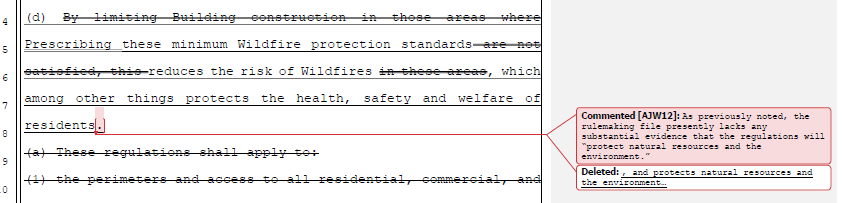 4 (d) By limiting Building construction in those areas where
5 Prescribing these minimum Wildfire protection standards are not
6 satisfied, this reduces the risk of Wildfires in these areas, which
7 among other things protects the health, safety and welfare of
8 residents.
9 (a) These regulations shall apply to:
0 (1) the perimeters and access to all residential, commercial, and
Commented [AJW12]: As previously noted, the
rulemaking file presently lacks any
substantial evidence that the regulations will
"protect natural resources and the
environment."
Deleted: , and protects natural resources and
the environment…